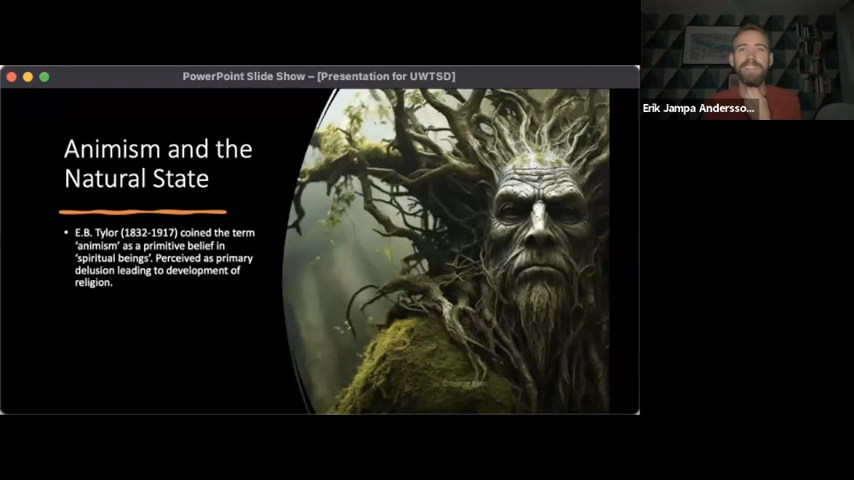 PowerPoint Slide Show – [Presentation for UWTSD]
Erik Jampa Andersso...
Animism and the
Natural State
• E.B. Tylor (1832-1917) coined the term
'animism' as a primitive belief in
'spiritual beings'. Perceived as primary
delusion leading to development of
religion.